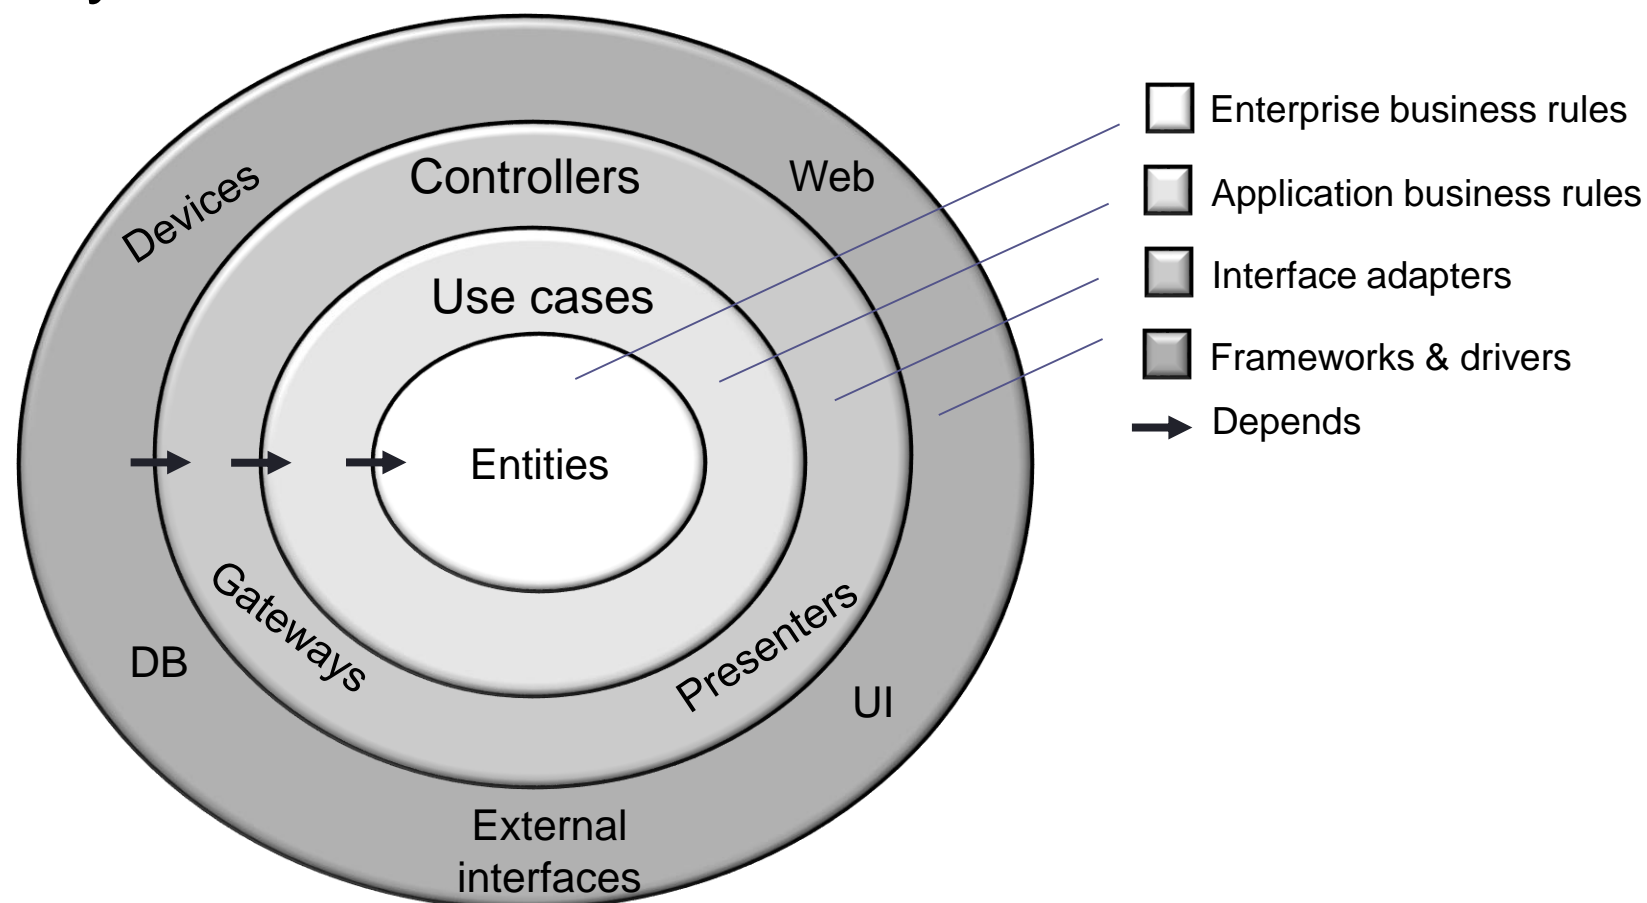 Devices
Controllers
Web
Use cases
Entities
Gateways
Presenters
DB
UI
External
interfaces
Enterprise business rules
Application business rules
Interface adapters
Frameworks & drivers
Depends